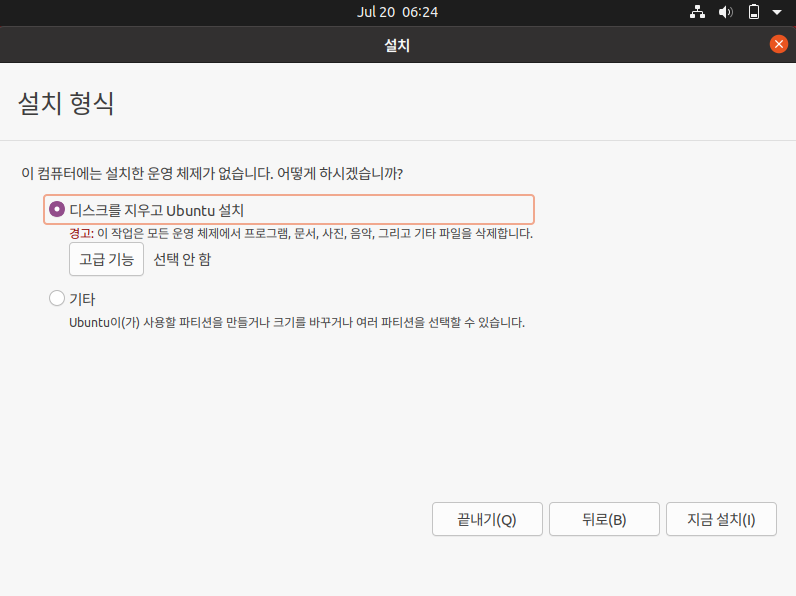 Jul 20 06:24
설치
설치 형식
이 컴퓨터에는 설치한 운영 체제가 없습니다. 어떻게 하시겠습니까?
디스크를 지우고 Ubuntu 설치
경고: 이 작업은 모든 운영 체제에서 프로그램, 문서, 사진, 음악, 그리고 기타 파일을 삭제합니다.
고급 기능 선택 안 함
기타
Ubuntu이(가) 사용할 파티션을 만들거나 크기를 바꾸거나 여러 파티션을 선택할 수 있습니다.
끝내기(Q) 뒤로(B) 지금 설치(I)